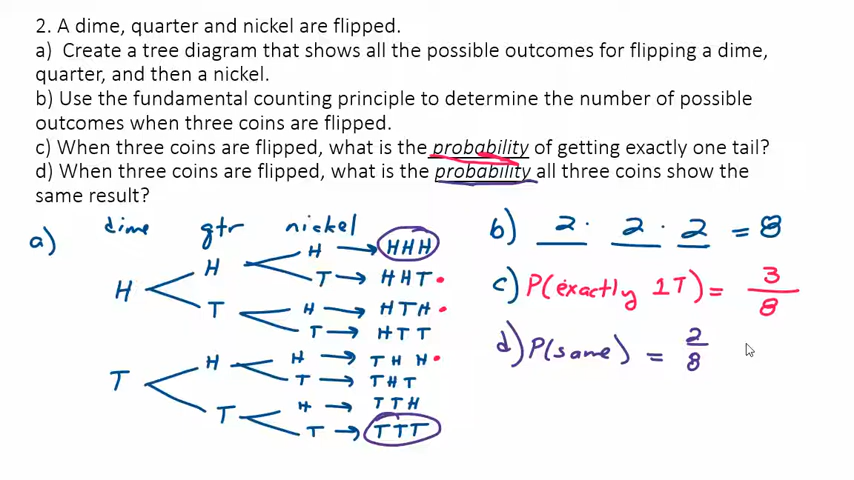 2. A dime, quarter and nickel are flipped.
a) Create a tree diagram that shows all the possible outcomes for flipping a dime,
quarter, and then a nickel.
b) Use the fundamental counting principle to determine the number of possible
outcomes when three coins are flipped.
c) When three coins are flipped, what is the probability of getting exactly one tail?
d) When three coins are flipped, what is the probability all three coins show the
same result?
a) dime qtr nickel
H H H → HHH
T → HHT
T H → HTH
T → HTT
T H H → THH
T → THT
T H → TTH
T → TTT
b) 2 · 2 · 2 = 8
c) P(exactly 1T) = 3/8
d) P(same) = 2/8